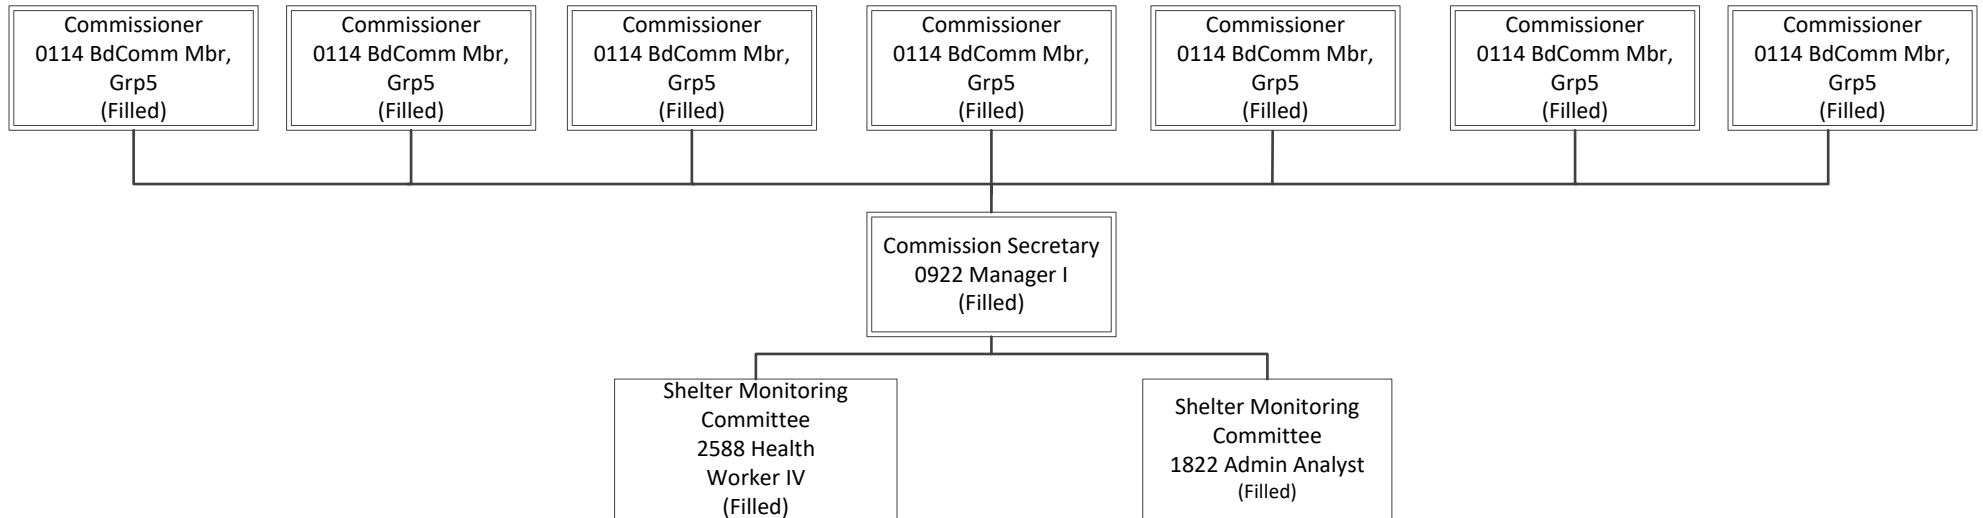 Commissioner
0114 BdComm Mbr,
Grp5
(Filled)
Commissioner
0114 BdComm Mbr,
Grp5
(Filled)
Commissioner
0114 BdComm Mbr,
Grp5
(Filled)
Commissioner
0114 BdComm Mbr,
Grp5
(Filled)
Commissioner
0114 BdComm Mbr,
Grp5
(Filled)
Commissioner
0114 BdComm Mbr,
Grp5
(Filled)
Commissioner
0114 BdComm Mbr,
Grp5
(Filled)
Commission Secretary
0922 Manager I
(Filled)
Shelter Monitoring
Committee
2588 Health
Worker IV
(Filled)
Shelter Monitoring
Committee
1822 Admin Analyst
(Filled)